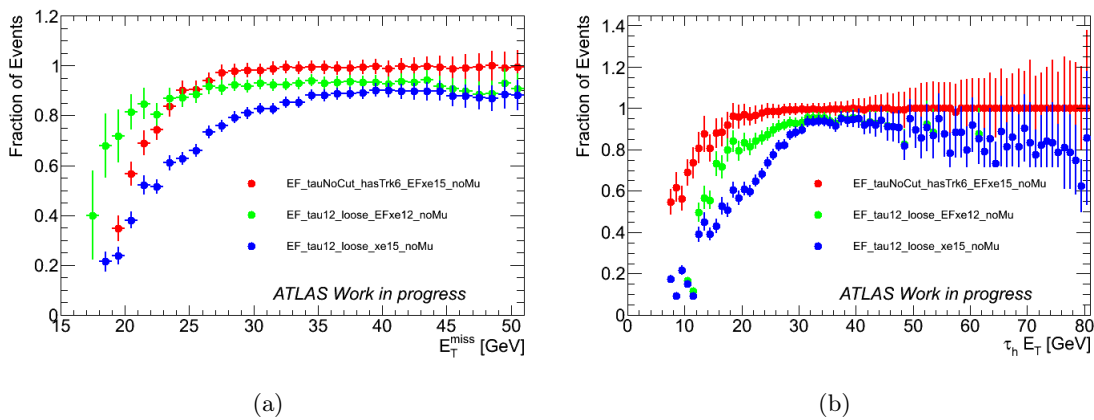 Fraction of Events
1.2
1
0.8
0.6
0.4
0.2
0
EF_tauNoCut_hasTrk6_EFxe15_noMu
EF_tau12_loose_EFxe12_noMu
EF_tau12_loose_xe15_noMu
ATLAS Work in progress
15 20 25 30 35 40 45 50
E_T^miss [GeV]
(a)
Fraction of Events
1.4
1.2
1
0.8
0.6
0.4
0.2
0
EF_tauNoCut_hasTrk6_EFxe15_noMu
EF_tau12_loose_EFxe12_noMu
EF_tau12_loose_xe15_noMu
ATLAS Work in progress
0 10 20 30 40 50 60 70 80
τ_h E_T [GeV]
(b)